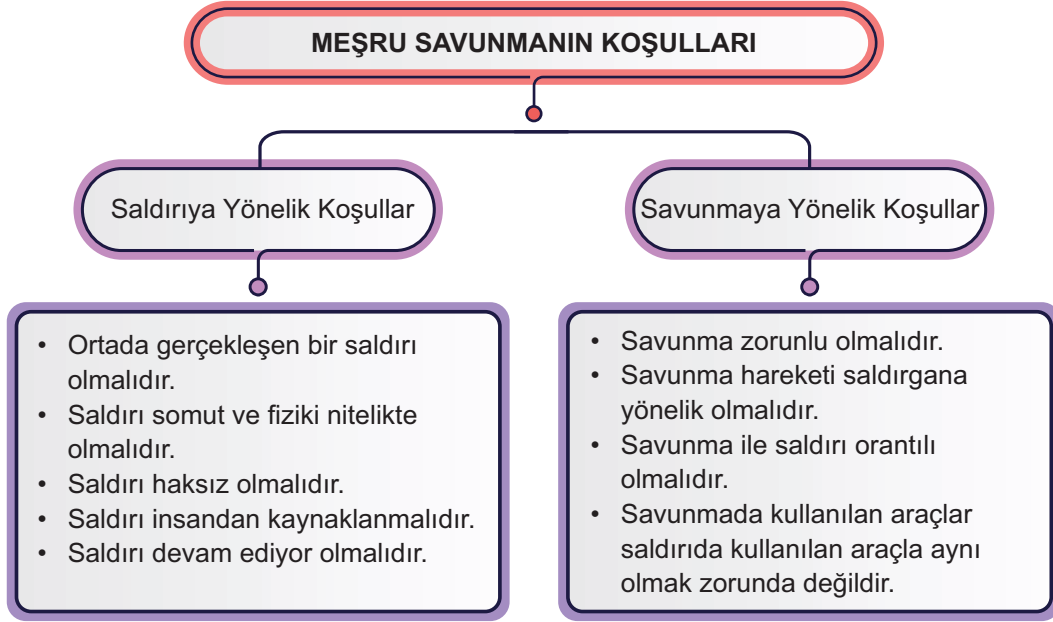 MEŞRU SAVUNMANIN KOŞULLARI
Saldırıya Yönelik Koşullar
• Ortada gerçekleşen bir saldırı
olmalıdır.
• Saldırı somut ve fiziki nitelikte
olmalıdır.
• Saldırı haksız olmalıdır.
• Saldırı insandan kaynaklanmalıdır.
• Saldırı devam ediyor olmalıdır.
Savunmaya Yönelik Koşullar
• Savunma zorunlu olmalıdır.
• Savunma hareketi saldırgana
yönelik olmalıdır.
• Savunma ile saldırı orantılı
olmalıdır.
• Savunmada kullanılan araçlar
saldırıda kullanılan araçla aynı
olmak zorunda değildir.